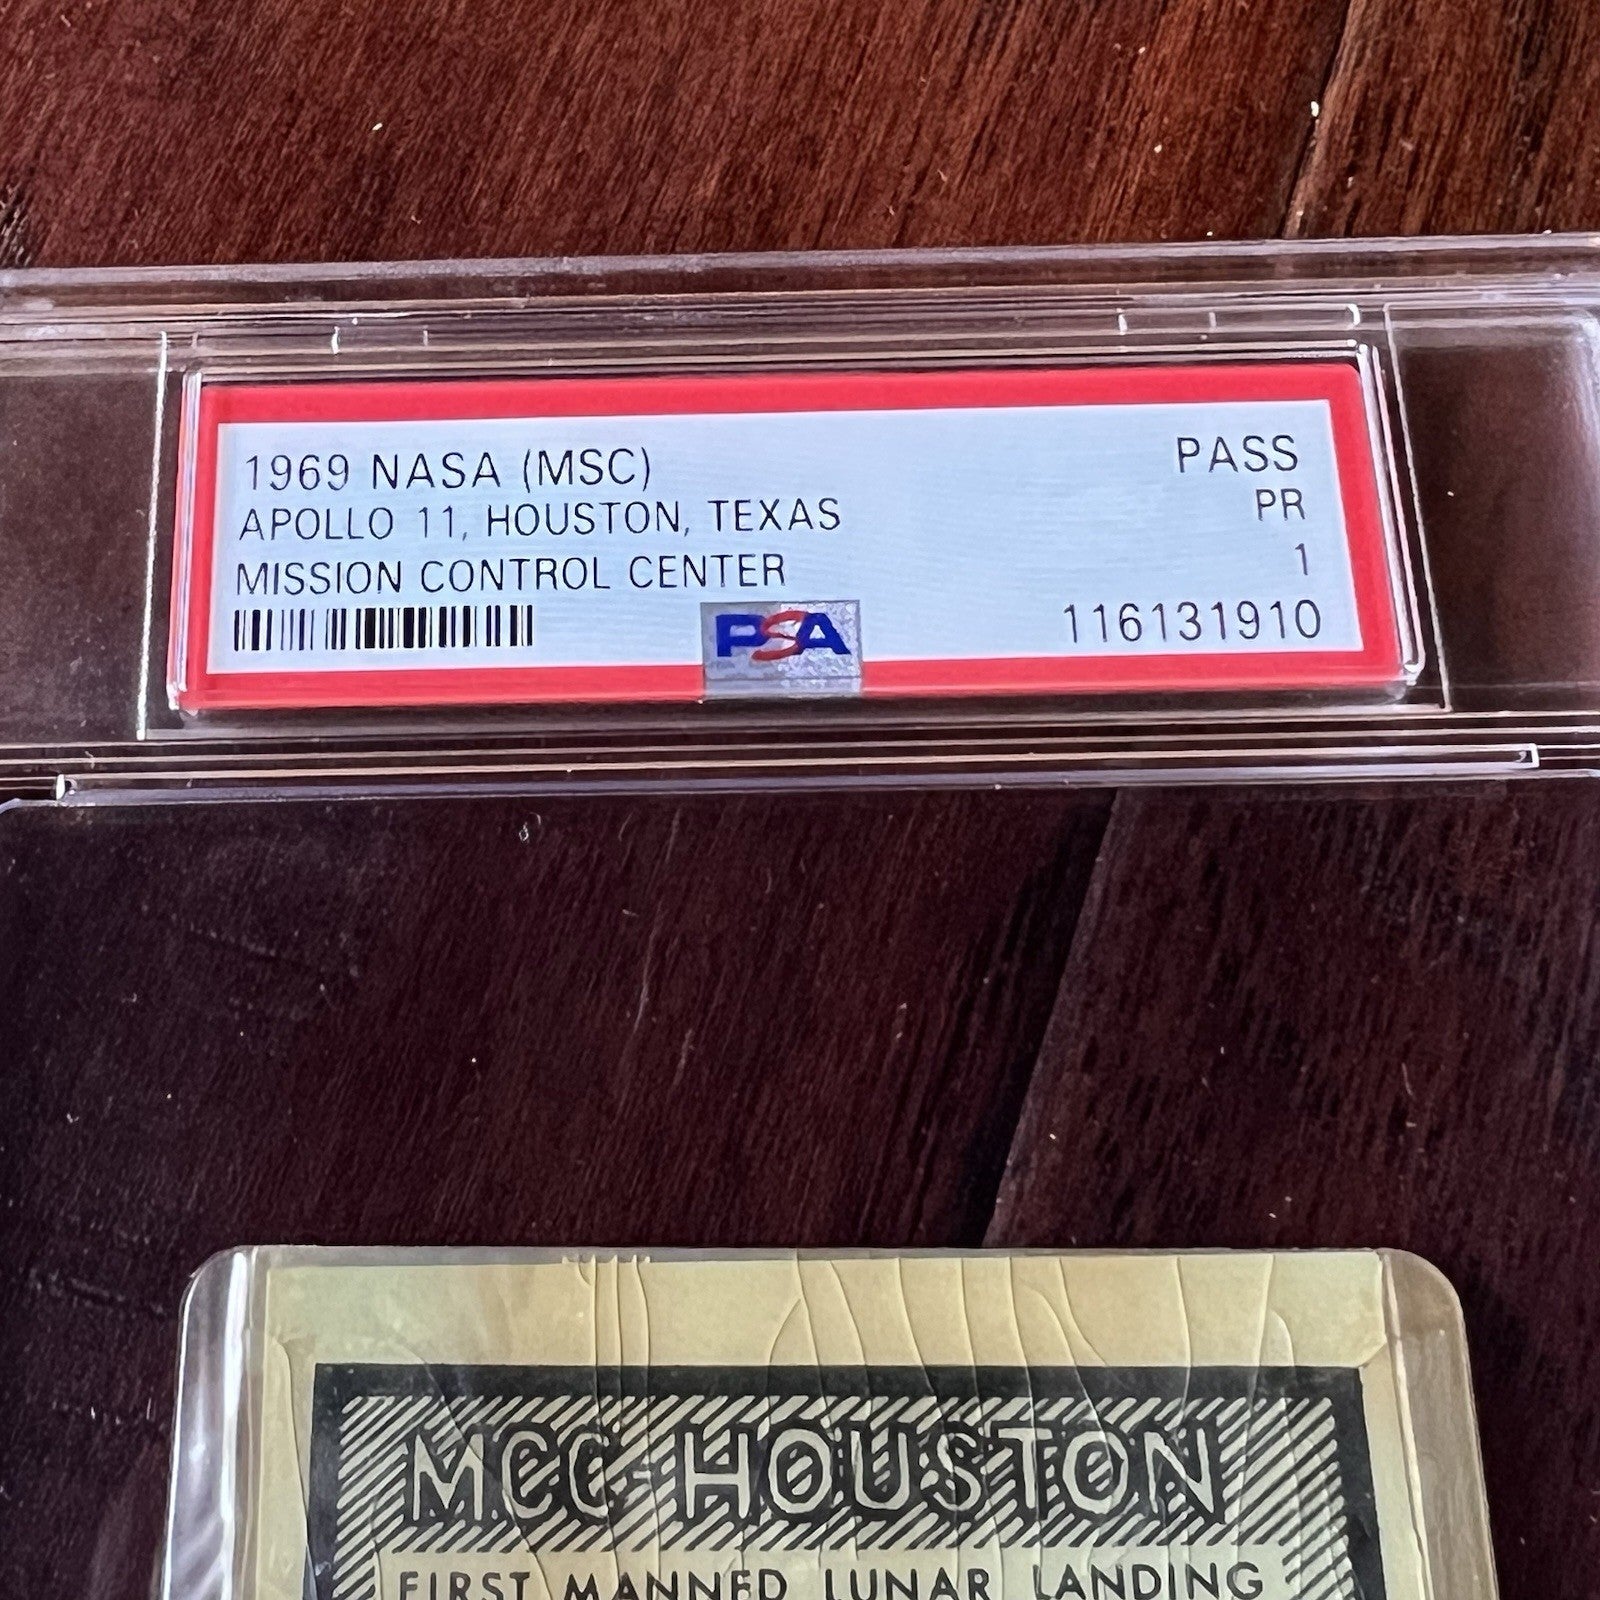 1969 NASA (MSC)
APOLLO 11, HOUSTON, TEXAS
MISSION CONTROL CENTER
PASS
PR
1
116131910
PSA
MCC-HOUSTON
FIRST MANNED LUNAR LANDING